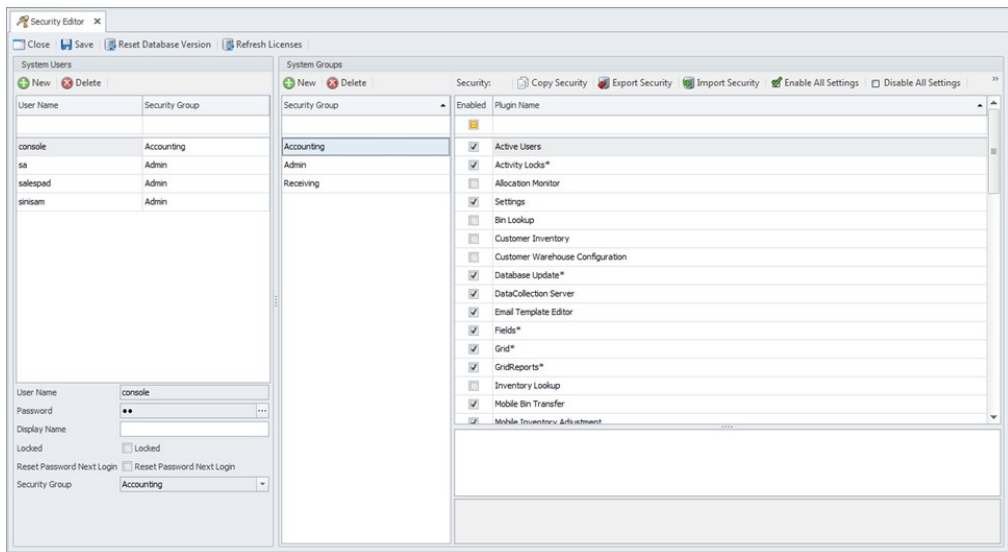 Security Editor
Close Save Reset Database Version Refresh Licenses
System Users
New Delete
User Name Security Group
console Accounting
sa Admin
salespad Admin
sinisam Admin
User Name console
Password
Display Name
Locked Locked
Reset Password Next Login Reset Password Next Login
Security Group Accounting
System Groups
New Delete
Security Group
Accounting
Admin
Receiving
Security: Copy Security Export Security Import Security Enable All Settings Disable All Settings »
Enabled Plugin Name
Active Users
Activity Locks*
Allocation Monitor
Settings
Bin Lookup
Customer Inventory
Customer Warehouse Configuration
Database Update*
DataCollection Server
Email Template Editor
Fields*
Grid*
GridReports*
Inventory Lookup
Mobile Bin Transfer
Mobile Inventory Adjustment